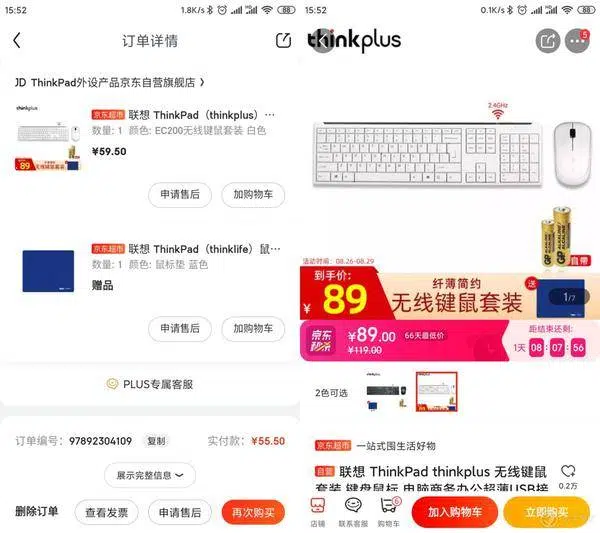 15:52
1.8K/s
88
订单详情
JD ThinkPad外设产品京东自营旗舰店
thinkplus
89
无线键鼠套装
京东超市 联想 ThinkPad（thinkplus）…
数量: 1 颜色: EC200无线键鼠套装 白色
¥59.50
申请售后
加购物车
京东超市 联想 ThinkPad（thinklife）鼠…
数量: 1 颜色: 鼠标垫 蓝色
赠品
申请售后
加购物车
PLUS专属客服
订单编号: 97892304109 复制 实付款: ¥55.50
展示完整信息
删除订单
查看发票
申请售后
再次购买
15:52
0.1K/s
88
thinkplus
5
2.4GHz
GP
ALKALINE
GP
ALKALINE
自带
活动时间：08.26-08.29
到手价:
¥89
纤薄简约
无线键鼠套装
送
1/7
京东秒杀
¥89.00 66天最低价
¥119.00
距结束还剩:
1天 08:07:56
2色可选
京东超市 一站式囤生活好物
自营 联想 ThinkPad thinkplus 无线键鼠
套装 键盘鼠标 电脑商务办公超薄USB接
0.2万
店铺
联系客服
购物车
6
加入购物车
立即购买